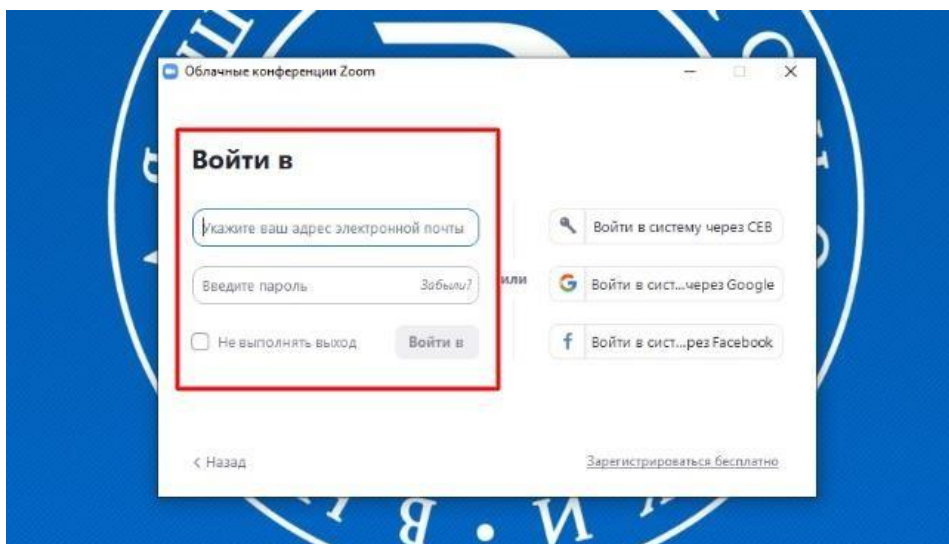 Облачные конференции Zoom
Войти в
Укажите ваш адрес электронной почты
Введите пароль
Забыли?
Не выполнять выход
Войти в
или
Войти в систему через СЕВ
Войти в сист...через Google
Войти в сист...рез Facebook
< Назад
Зарегистрироваться бесплатно